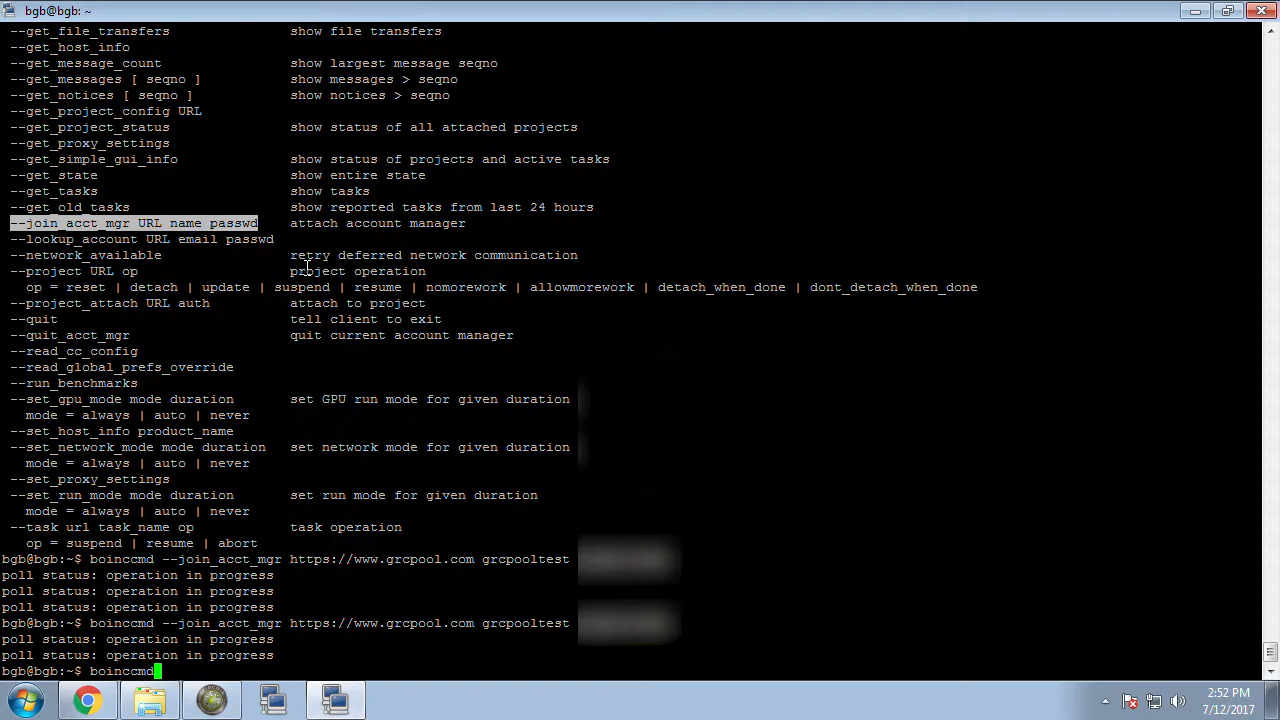 bgb@bgb: ~
--get_file_transfers show file transfers
--get_host_info
--get_message_count show largest message seqno
--get_messages [ seqno ] show messages > seqno
--get_notices [ seqno ] show notices > seqno
--get_project_config URL
--get_project_status show status of all attached projects
--get_proxy_settings
--get_simple_gui_info show status of projects and active tasks
--get_state show entire state
--get_tasks show tasks
--get_old_tasks show reported tasks from last 24 hours
--join_acct_mgr URL name passwd attach account manager
--lookup_account URL email passwd
--network_available retry deferred network communication
--project URL op project operation
op = reset | detach | update | suspend | resume | nomorework | allowmorework | detach_when_done | dont_detach_when_done
--project_attach URL auth attach to project
--quit tell client to exit
--quit_acct_mgr quit current account manager
--read_cc_config
--read_global_prefs_override
--run_benchmarks
--set_gpu_mode mode duration set GPU run mode for given duration
mode = always | auto | never
--set_host_info product_name
--set_network_mode mode duration set network mode for given duration
mode = always | auto | never
--set_proxy_settings
--set_run_mode mode duration set run mode for given duration
mode = always | auto | never
--task url task_name op task operation
op = suspend | resume | abort
bgb@bgb:~$ boinccmd --join_acct_mgr https://www.grcpool.com grcpooltest
poll status: operation in progress
poll status: operation in progress
poll status: operation in progress
bgb@bgb:~$ boinccmd --join_acct_mgr https://www.grcpool.com grcpooltest
poll status: operation in progress
poll status: operation in progress
bgb@bgb:~$ boinccmd
2:52 PM
7/12/2017